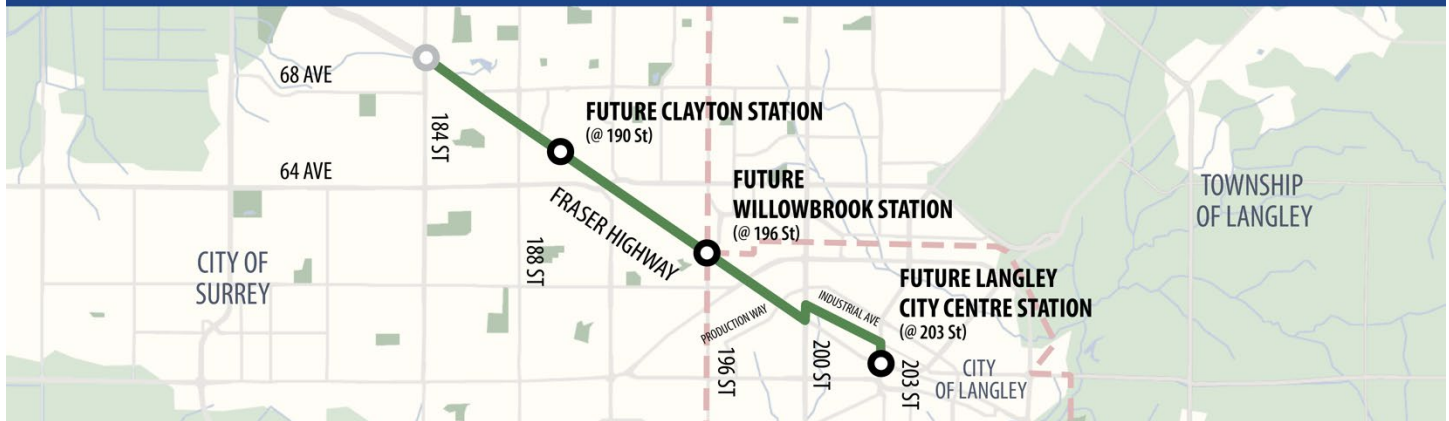 68 AVE
184 ST
FUTURE CLAYTON STATION
(@ 190 St)
64 AVE
FUTURE
WILLOWBROOK STATION
(@ 196 St)
TOWNSHIP
OF LANGLEY
FRASER HIGHWAY
188 ST
CITY OF
SURREY
FUTURE LANGLEY
CITY CENTRE STATION
(@ 203 St)
INDUSTRIAL AVE
PRODUCTION WAY
196 ST
200 ST
203 ST
CITY
OF LANGLEY